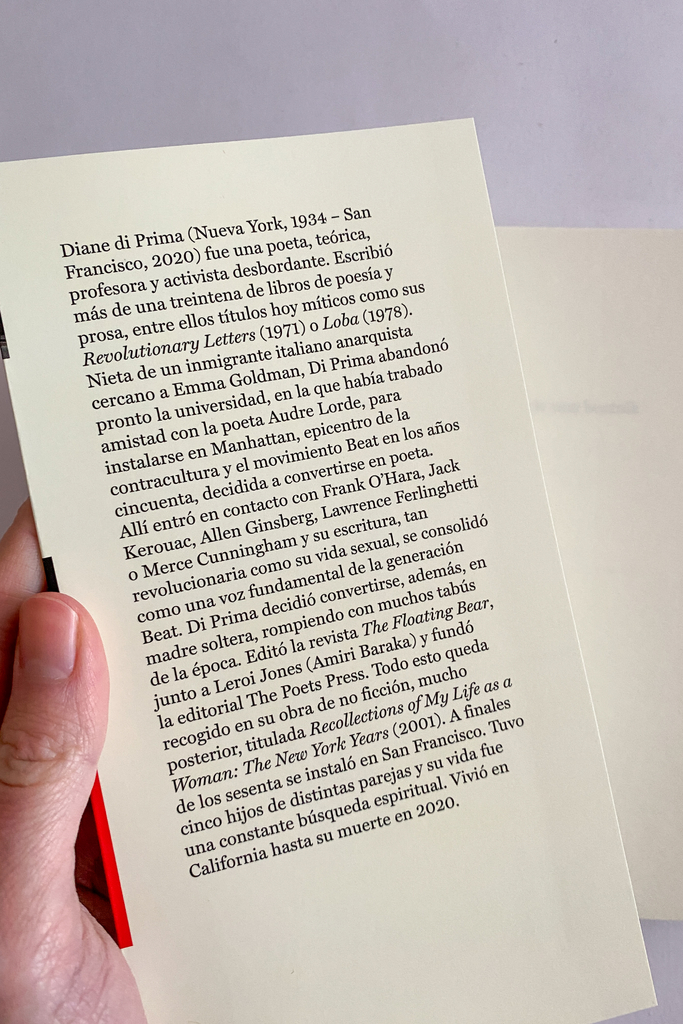 Diane di Prima (Nueva York, 1934 – San
Francisco, 2020) fue una poeta, teórica,
profesora y activista desbordante. Escribió
más de una treintena de libros de poesía y
prosa, entre ellos títulos hoy míticos como sus
Revolutionary Letters (1971) o Loba (1978).
Nieta de un inmigrante italiano anarquista
cercano a Emma Goldman, Di Prima abandonó
pronto la universidad, en la que había trabado
amistad con la poeta Audre Lorde, para
instalarse en Manhattan, epicentro de la
contracultura y el movimiento Beat en los años
cincuenta, decidida a convertirse en poeta.
Allí entró en contacto con Frank O'Hara, Jack
Kerouac, Allen Ginsberg, Lawrence Ferlinghetti
o Merce Cunningham y su escritura, tan
revolucionaria como su vida sexual, se consolidó
como una voz fundamental de la generación
Beat. Di Prima decidió convertirse, además, en
madre soltera, rompiendo con muchos tabús
de la época. Editó la revista The Floating Bear,
junto a Leroi Jones (Amiri Baraka) y fundó
la editorial The Poets Press. Todo esto queda
recogido en su obra de no ficción, mucho
posterior, titulada Recollections of My Life as a
Woman: The New York Years (2001). A finales
de los sesenta se instaló en San Francisco. Tuvo
cinco hijos de distintas parejas y su vida fue
una constante búsqueda espiritual. Vivió en
California hasta su muerte en 2020.